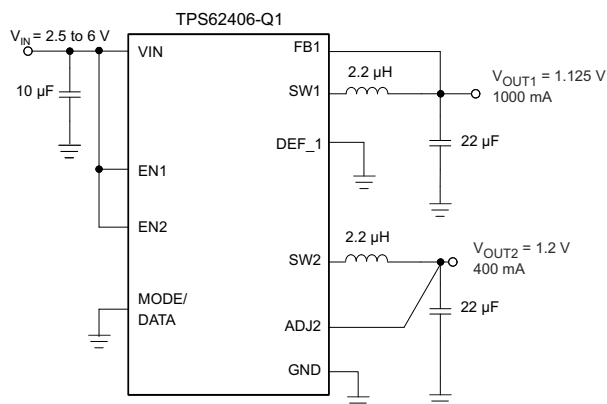 TPS62406-Q1
V_IN = 2.5 to 6 V
VIN
FB1
2.2 µH
SW1
V_OUT1 = 1.125 V
1000 mA
10 µF
DEF_1
22 µF
EN1
EN2
2.2 µH
SW2
V_OUT2 = 1.2 V
400 mA
MODE/
DATA
ADJ2
22 µF
GND